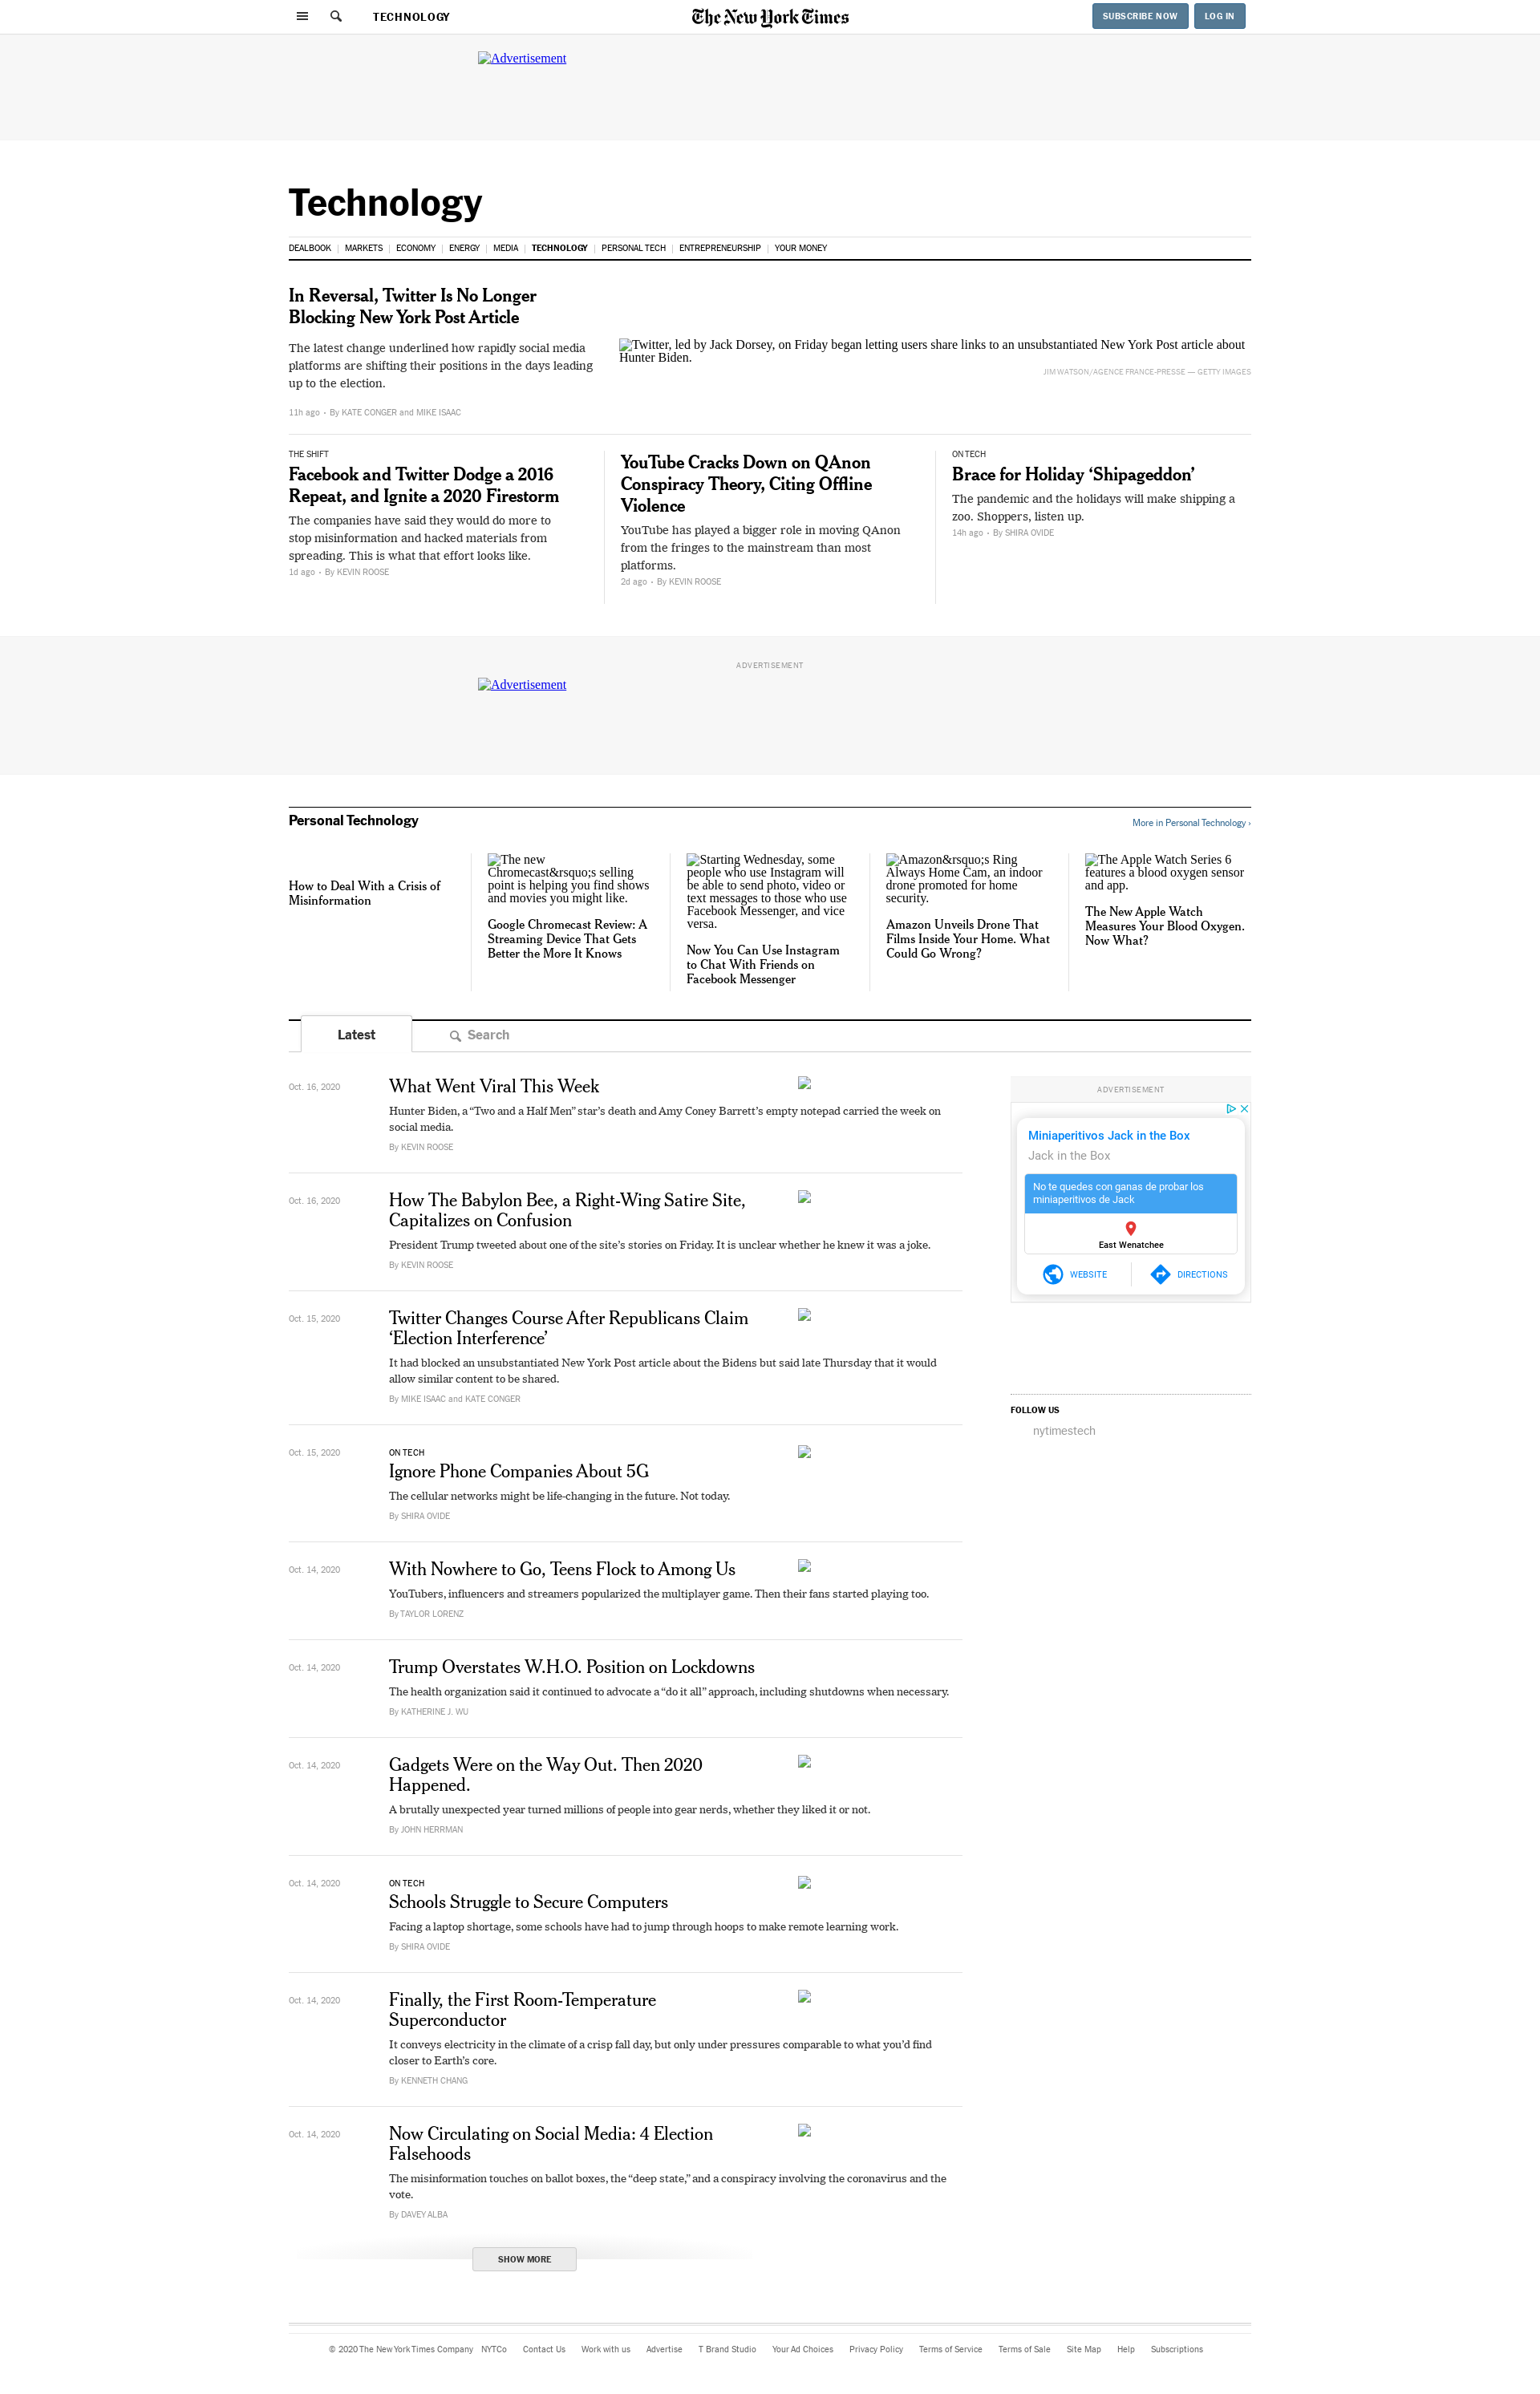 TECHNOLOGY
The New York Times
SUBSCRIBE NOW
LOG IN
Advertisement
Technology
DEALBOOK
MARKETS
ECONOMY
ENERGY
MEDIA
TECHNOLOGY
PERSONAL TECH
ENTREPRENEURSHIP
YOUR MONEY
In Reversal, Twitter Is No Longer
Blocking New York Post Article
The latest change underlined how rapidly social media
platforms are shifting their positions in the days leading
up to the election.
11h ago • By KATE CONGER and MIKE ISAAC
Twitter, led by Jack Dorsey, on Friday began letting users share links to an unsubstantiated New York Post article about
Hunter Biden.
JIM WATSON/AGENCE FRANCE-PRESSE — GETTY IMAGES
THE SHIFT
Facebook and Twitter Dodge a 2016
Repeat, and Ignite a 2020 Firestorm
The companies have said they would do more to
stop misinformation and hacked materials from
spreading. This is what that effort looks like.
1d ago • By KEVIN ROOSE
YouTube Cracks Down on QAnon
Conspiracy Theory, Citing Offline
Violence
YouTube has played a bigger role in moving QAnon
from the fringes to the mainstream than most
platforms.
2d ago • By KEVIN ROOSE
ON TECH
Brace for Holiday ‘Shipageddon’
The pandemic and the holidays will make shipping a
zoo. Shoppers, listen up.
14h ago • By SHIRA OVIDE
ADVERTISEMENT
Advertisement
Personal Technology
More in Personal Technology ›
How to Deal With a Crisis of
Misinformation
The new
Chromecast&rsquo;s selling
point is helping you find shows
and movies you might like.
Google Chromecast Review: A
Streaming Device That Gets
Better the More It Knows
Starting Wednesday, some
people who use Instagram will
be able to send photo, video or
text messages to those who use
Facebook Messenger, and vice
versa.
Now You Can Use Instagram
to Chat With Friends on
Facebook Messenger
Amazon&rsquo;s Ring
Always Home Cam, an indoor
drone promoted for home
security.
Amazon Unveils Drone That
Films Inside Your Home. What
Could Go Wrong?
The Apple Watch Series 6
features a blood oxygen sensor
and app.
The New Apple Watch
Measures Your Blood Oxygen.
Now What?
Latest
Search
Oct. 16, 2020
What Went Viral This Week
Hunter Biden, a “Two and a Half Men” star’s death and Amy Coney Barrett’s empty notepad carried the week on
social media.
By KEVIN ROOSE
Oct. 16, 2020
How The Babylon Bee, a Right-Wing Satire Site,
Capitalizes on Confusion
President Trump tweeted about one of the site’s stories on Friday. It is unclear whether he knew it was a joke.
By KEVIN ROOSE
Oct. 15, 2020
Twitter Changes Course After Republicans Claim
‘Election Interference’
It had blocked an unsubstantiated New York Post article about the Bidens but said late Thursday that it would
allow similar content to be shared.
By MIKE ISAAC and KATE CONGER
Oct. 15, 2020
ON TECH
Ignore Phone Companies About 5G
The cellular networks might be life-changing in the future. Not today.
By SHIRA OVIDE
Oct. 14, 2020
With Nowhere to Go, Teens Flock to Among Us
YouTubers, influencers and streamers popularized the multiplayer game. Then their fans started playing too.
By TAYLOR LORENZ
Oct. 14, 2020
Trump Overstates W.H.O. Position on Lockdowns
The health organization said it continued to advocate a “do it all” approach, including shutdowns when necessary.
By KATHERINE J. WU
Oct. 14, 2020
Gadgets Were on the Way Out. Then 2020
Happened.
A brutally unexpected year turned millions of people into gear nerds, whether they liked it or not.
By JOHN HERRMAN
Oct. 14, 2020
ON TECH
Schools Struggle to Secure Computers
Facing a laptop shortage, some schools have had to jump through hoops to make remote learning work.
By SHIRA OVIDE
Oct. 14, 2020
Finally, the First Room-Temperature
Superconductor
It conveys electricity in the climate of a crisp fall day, but only under pressures comparable to what you’d find
closer to Earth’s core.
By KENNETH CHANG
Oct. 14, 2020
Now Circulating on Social Media: 4 Election
Falsehoods
The misinformation touches on ballot boxes, the “deep state,” and a conspiracy involving the coronavirus and the
vote.
By DAVEY ALBA
SHOW MORE
ADVERTISEMENT
Miniaperitivos Jack in the Box
Jack in the Box
No te quedes con ganas de probar los
miniaperitivos de Jack
East Wenatchee
WEBSITE
DIRECTIONS
FOLLOW US
nytimestech
© 2020 The New York Times Company
NYTCo
Contact Us
Work with us
Advertise
T Brand Studio
Your Ad Choices
Privacy Policy
Terms of Service
Terms of Sale
Site Map
Help
Subscriptions